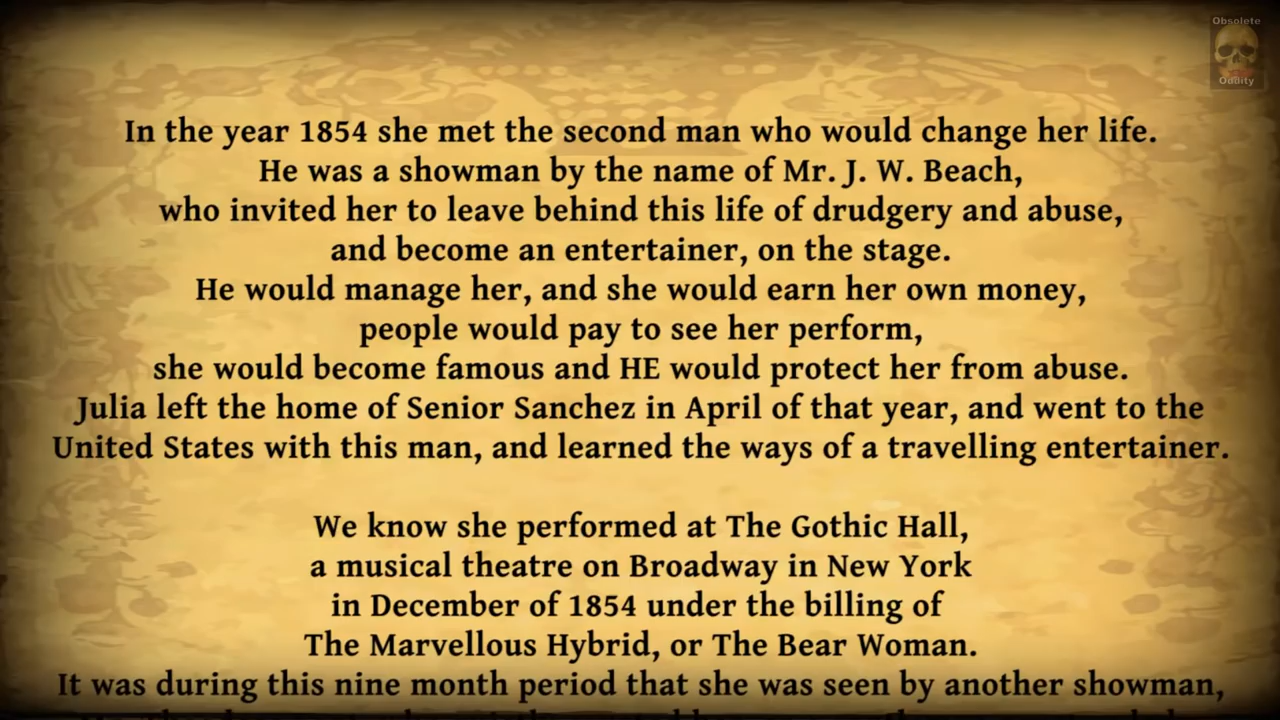 Obsolete
Oddity
In the year 1854 she met the second man who would change her life.
He was a showman by the name of Mr. J. W. Beach,
who invited her to leave behind this life of drudgery and abuse,
and become an entertainer, on the stage.
He would manage her, and she would earn her own money,
people would pay to see her perform,
she would become famous and HE would protect her from abuse.
Julia left the home of Senior Sanchez in April of that year, and went to the
United States with this man, and learned the ways of a travelling entertainer.
We know she performed at The Gothic Hall,
a musical theatre on Broadway in New York
in December of 1854 under the billing of
The Marvellous Hybrid, or The Bear Woman.
It was during this nine month period that she was seen by another showman,